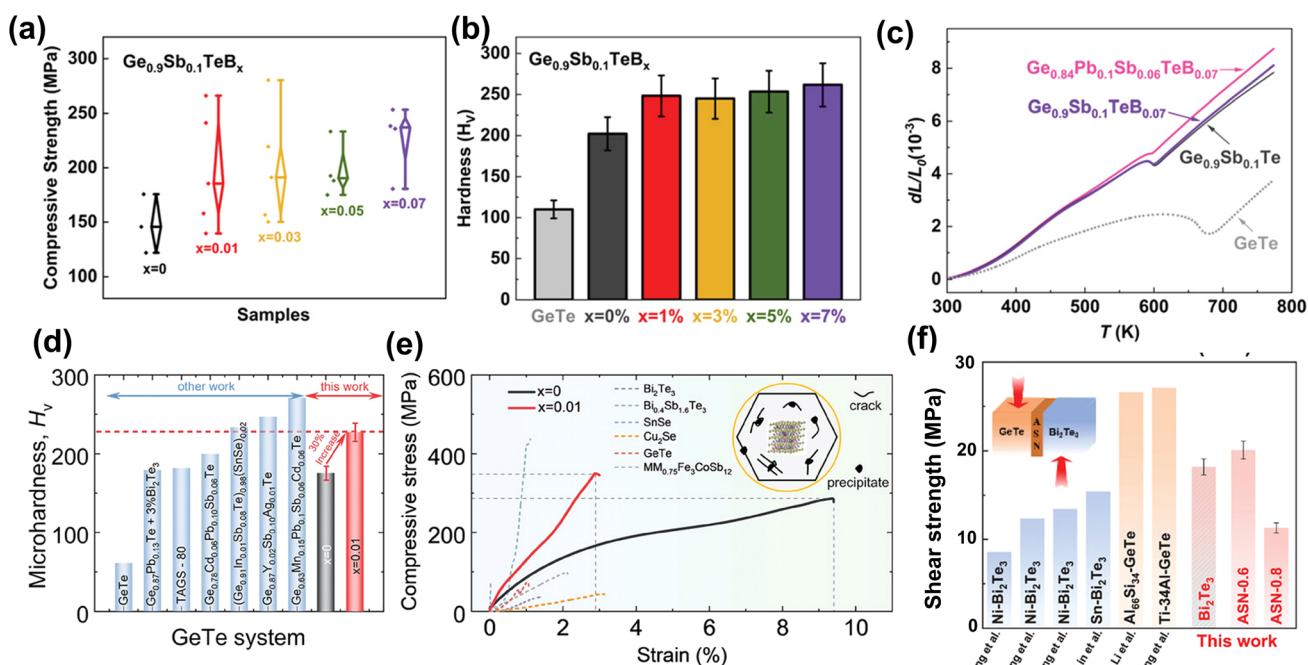 (a)
Compressive Strength (MPa)
300
250
200
150
100
Ge0.9Sb0.1TeBx
x=0
x=0.01
x=0.03
x=0.05
x=0.07
Samples
(b)
Hardness (HV)
300
250
200
150
100
50
0
Ge0.9Sb0.1TeBx
GeTe
x=0%
x=1%
x=3%
x=5%
x=7%
(c)
dL/L0(10-3)
8
6
4
2
0
Ge0.84Pb0.1Sb0.06TeB0.07
Ge0.9Sb0.1TeB0.07
Ge0.9Sb0.1Te
GeTe
300
400
500
600
700
800
T (K)
(d)
Microhardness, HV
300
200
100
0
other work
this work
30%
Increase
GeTe
Ge0.87Pb0.13Te + 3%Bi2Te3
TAGS - 80
Ge0.78Cd0.06Pb0.10Sb0.06Te
(Ge0.91In0.01Sb0.08Te)0.98(SnSe)0.02
Ge0.87Y0.02Sb0.10Ag0.01Te
Ge0.63Mn0.15Pb0.1Sb0.06Cd0.06Te
x=0
x=0.01
GeTe system
(e)
Compressive stress (MPa)
600
400
200
0
x=0
x=0.01
Bi2Te3
Bi0.4Sb1.6Te3
SnSe
Cu2Se
GeTe
MM0.75Fe3CoSb12
crack
precipitate
0
2
4
6
8
10
Strain (%)
(f)
Shear strength (MPa)
30
20
10
0
GeTe
ASN
Bi2Te3
Ni-Bi2Te3
Ni-Bi2Te3
Ni-Bi2Te3
Sn-Bi2Te3
Al66Si34-GeTe
Ti-34Al-GeTe
Bi2Te3
ASN-0.6
ASN-0.8
Li et al.
This work